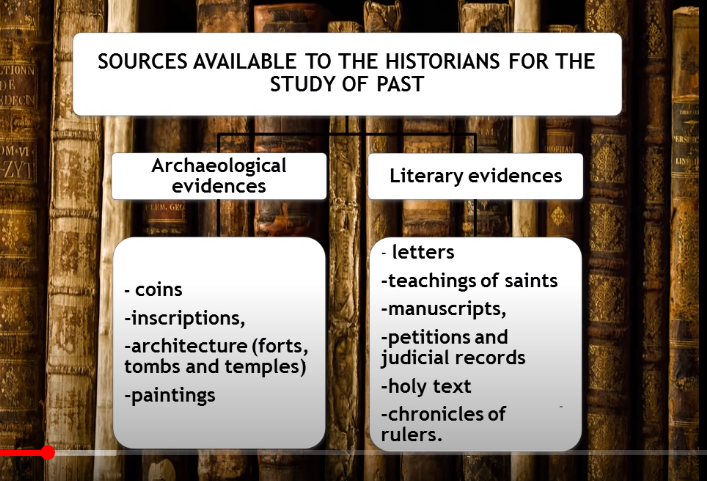 SOURCES AVAILABLE TO THE HISTORIANS FOR THE
STUDY OF PAST
Archaeological
evidences
Literary evidences
- coins
-inscriptions,
-architecture (forts,
tombs and temples)
-paintings
- letters
-teachings of saints
-manuscripts,
-petitions and
judicial records
-holy text
-chronicles of
rulers.